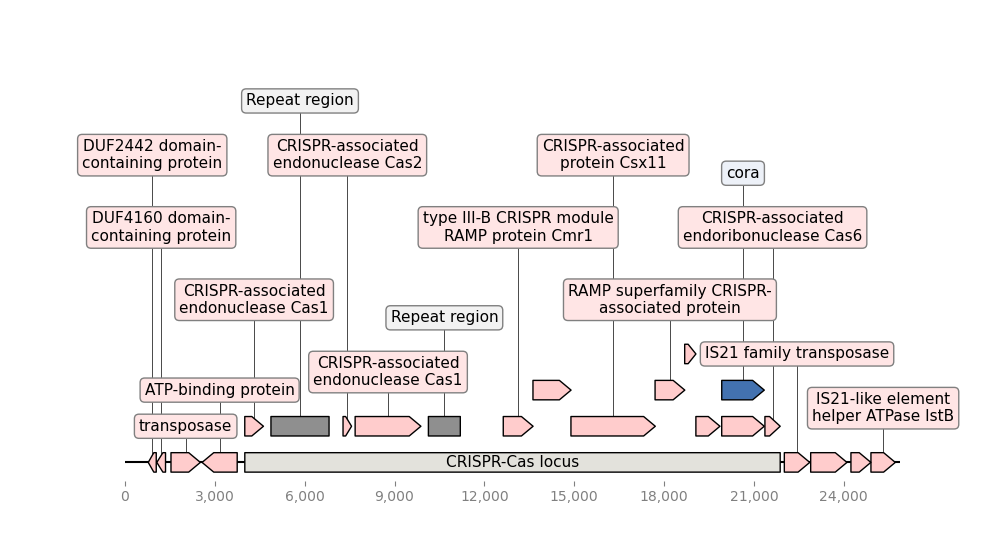 Repeat region
DUF2442 domain-
containing protein
CRISPR-associated
endonuclease Cas2
CRISPR-associated
protein Csx11
cora
DUF4160 domain-
containing protein
type III-B CRISPR module
RAMP protein Cmr1
CRISPR-associated
endoribonuclease Cas6
CRISPR-associated
endonuclease Cas1
RAMP superfamily CRISPR-
associated protein
Repeat region
IS21 family transposase
CRISPR-associated
endonuclease Cas1
ATP-binding protein
IS21-like element
helper ATPase IstB
transposase
CRISPR-Cas locus
0 3,000 6,000 9,000 12,000 15,000 18,000 21,000 24,000